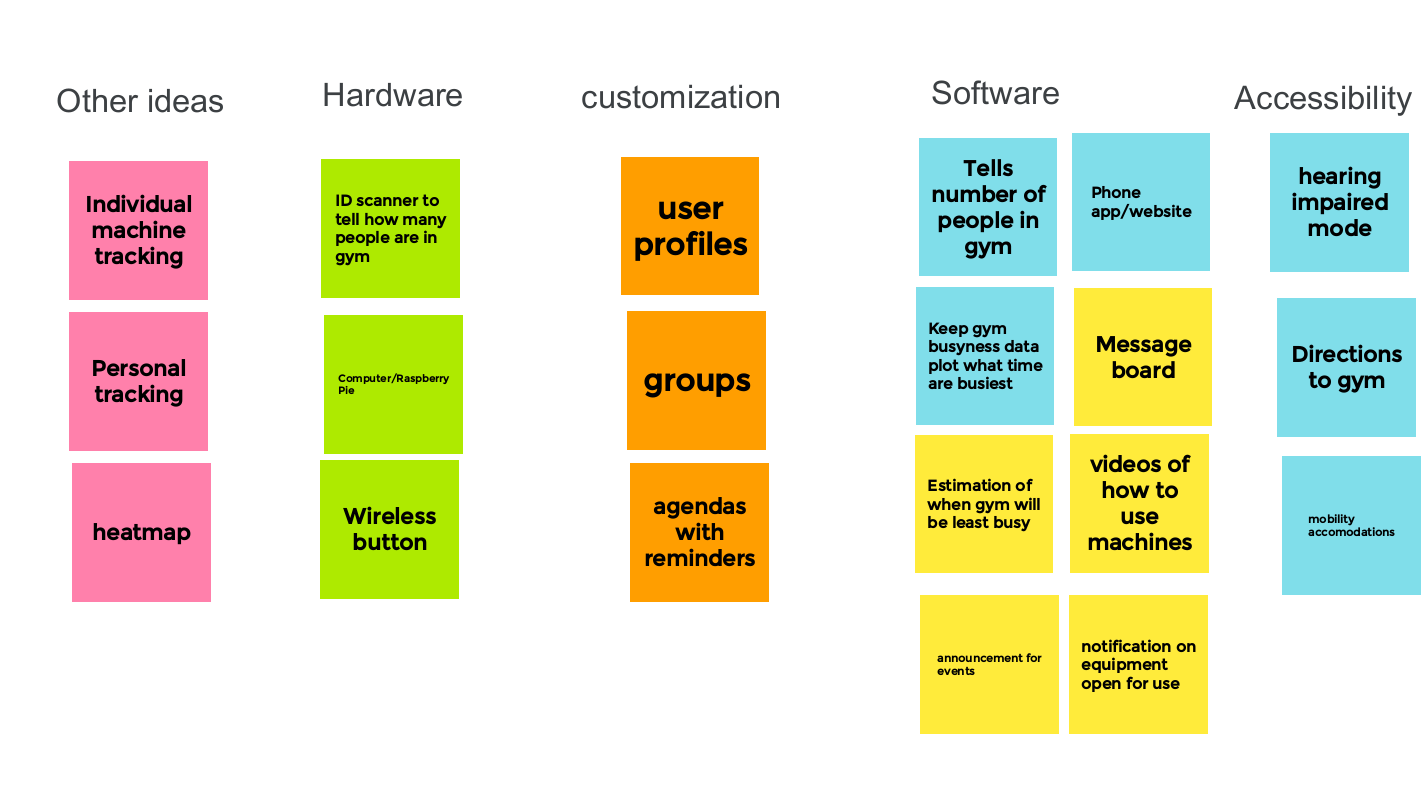 Other ideas
Individual
machine
tracking
Personal
tracking
heatmap
Hardware
ID scanner to
tell how many
people are in
gym
Computer/Raspberry
Pie
Wireless
button
customization
user
profiles
groups
agendas
with
reminders
Software
Tells
number of
people in
gym
Phone
app/website
Keep gym
busyness data
plot what time
are busiest
Message
board
Estimation of
when gym will
be least busy
videos of
how to
use
machines
announcement for
events
notification on
equipment
open for use
Accessibility
hearing
impaired
mode
Directions
to gym
mobility
accomodations